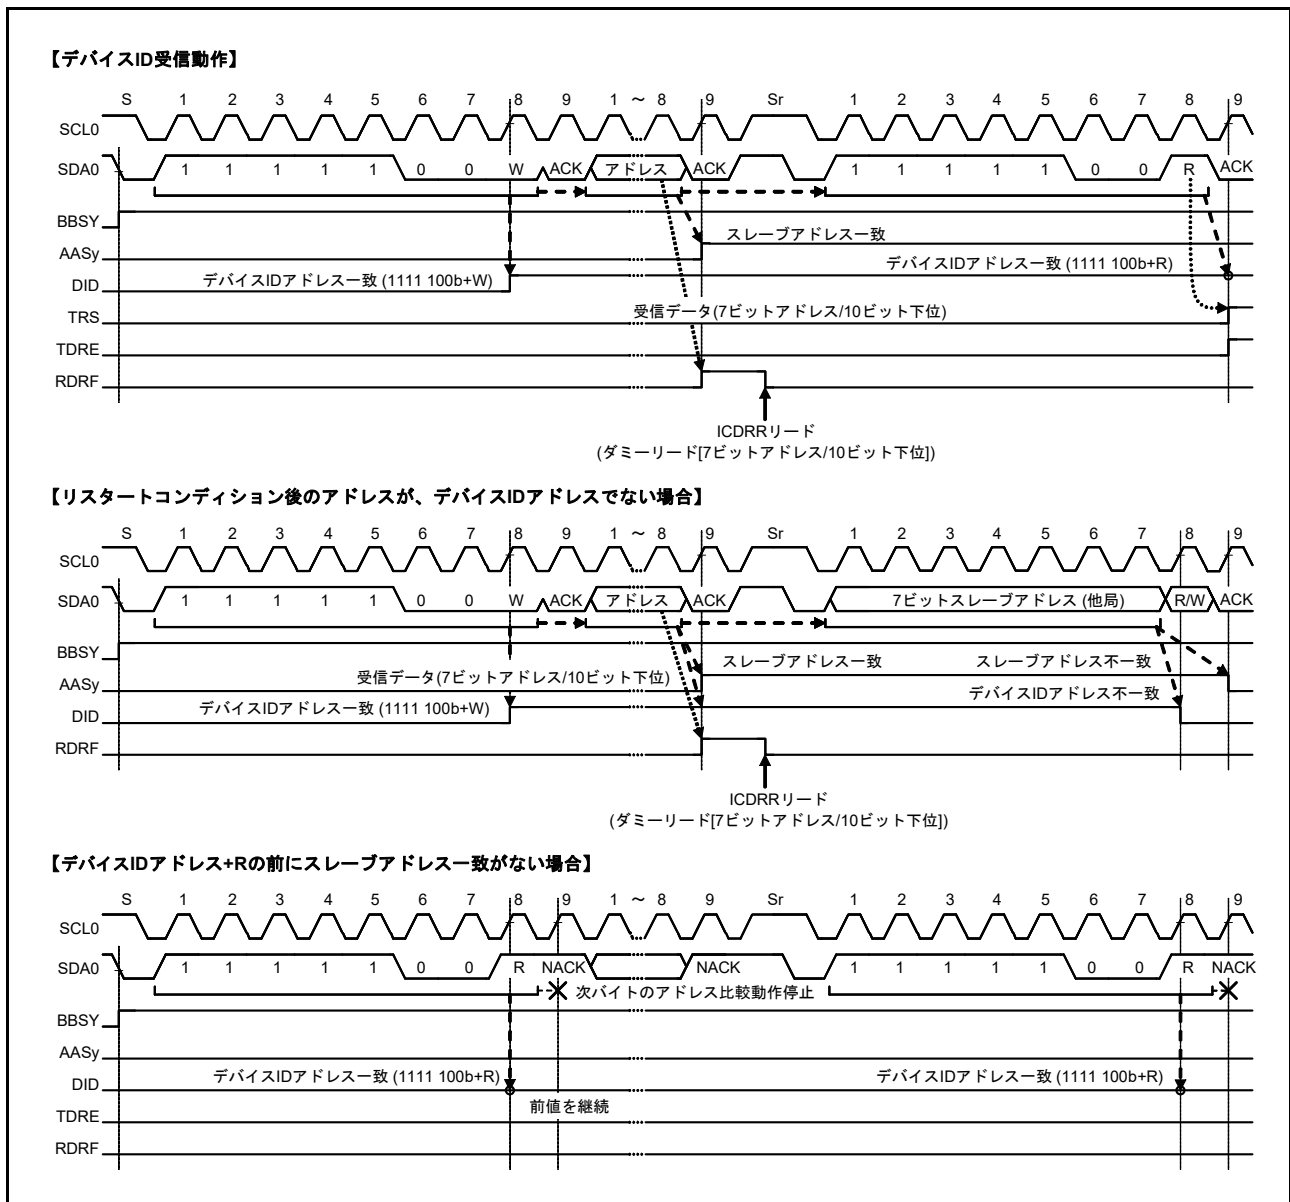 【デバイスID受信動作】
S 1 2 3 4 5 6 7 8 9 1 ~ 8 9 Sr 1 2 3 4 5 6 7 8 9
SCL0
SDA0 1 1 1 1 1 0 0 W ACK アドレス ACK 1 1 1 1 1 0 0 R ACK
BBSY
スレーブアドレス一致
AASy
デバイスIDアドレス一致 (1111 100b+W) デバイスIDアドレス一致 (1111 100b+R)
DID
受信データ(7ビットアドレス/10ビット下位)
TRS
TDRE
RDRF
ICDRRリード
(ダミーリード[7ビットアドレス/10ビット下位])
【リスタートコンディション後のアドレスが、デバイスIDアドレスでない場合】
S 1 2 3 4 5 6 7 8 9 1 ~ 8 9 Sr 1 2 3 4 5 6 7 8 9
SCL0
SDA0 1 1 1 1 1 0 0 W ACK アドレス ACK 7ビットスレーブアドレス (他局) R/W ACK
BBSY
スレーブアドレス一致 スレーブアドレス不一致
受信データ(7ビットアドレス/10ビット下位)
AASy
デバイスIDアドレス不一致
デバイスIDアドレス一致 (1111 100b+W)
DID
RDRF
ICDRRリード
(ダミーリード[7ビットアドレス/10ビット下位])
【デバイスIDアドレス+Rの前にスレーブアドレス一致がない場合】
S 1 2 3 4 5 6 7 8 9 1 ~ 8 9 Sr 1 2 3 4 5 6 7 8 9
SCL0
SDA0 1 1 1 1 1 0 0 R NACK NACK 1 1 1 1 1 0 0 R NACK
次バイトのアドレス比較動作停止
BBSY
AASy
デバイスIDアドレス一致 (1111 100b+R) デバイスIDアドレス一致 (1111 100b+R)
DID
前値を継続
TDRE
RDRF